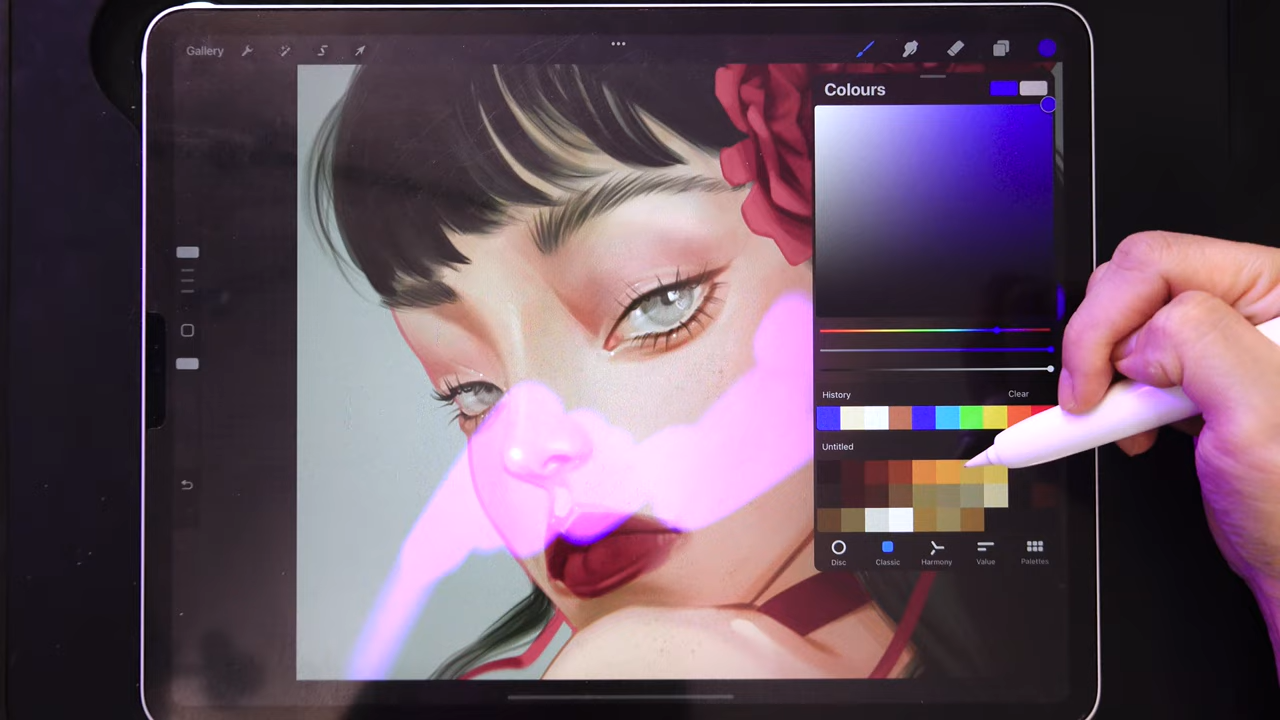 Gallery
Colours
History
Clear
Untitled
Disc
Classic
Harmony
Value
Palettes